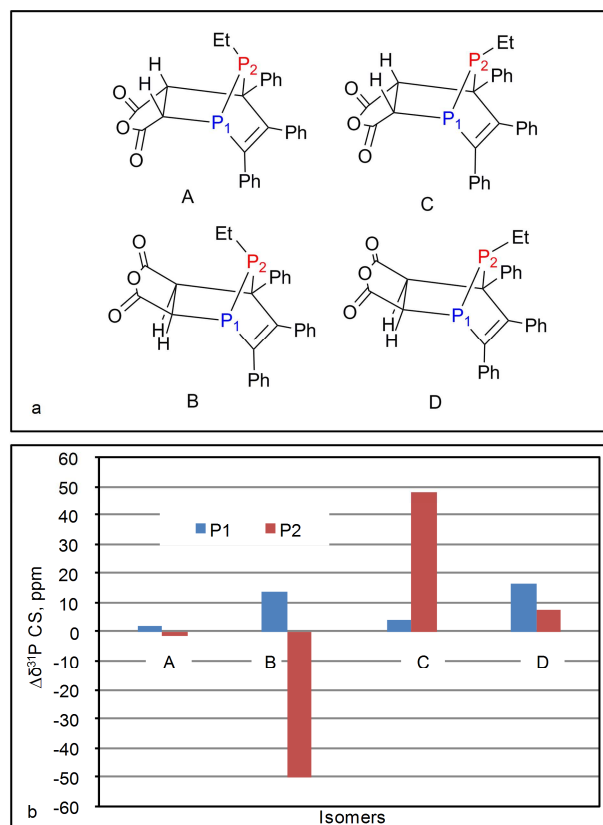 Et
P2
H
H
Ph
O
O
O
P1
Ph
Ph
A
Et
P2
H
H
Ph
O
O
O
P1
Ph
Ph
C
Et
P2
O
O
O
Ph
P1
H
H
Ph
Ph
B
Et
P2
O
O
O
Ph
P1
H
H
Ph
Ph
D
a
60
50
40
30
20
10
0
-10
-20
-30
-40
-50
-60
Δδ31P CS, ppm
P1 P2
A B C D
Isomers
b